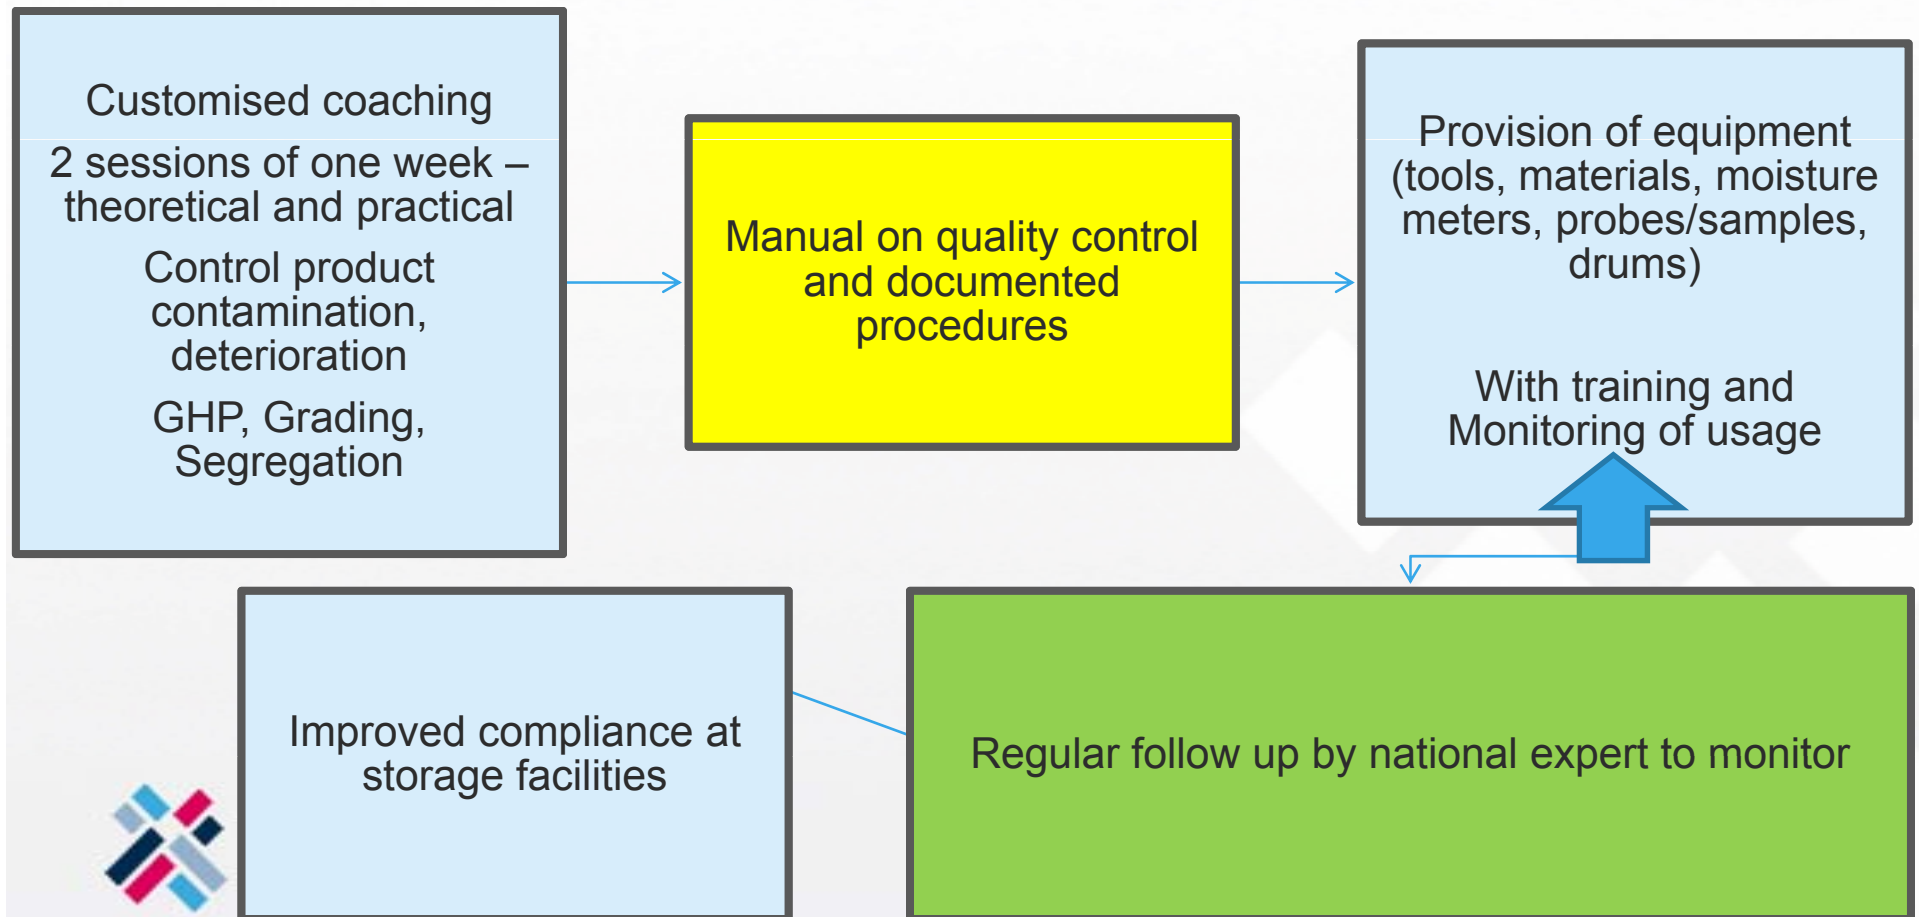 Customised coaching
2 sessions of one week –
theoretical and practical
Control product
contamination,
deterioration
GHP, Grading,
Segregation
Manual on quality control
and documented
procedures
Provision of equipment
(tools, materials, moisture
meters, probes/samples,
drums)
With training and
Monitoring of usage
Improved compliance at
storage facilities
Regular follow up by national expert to monitor